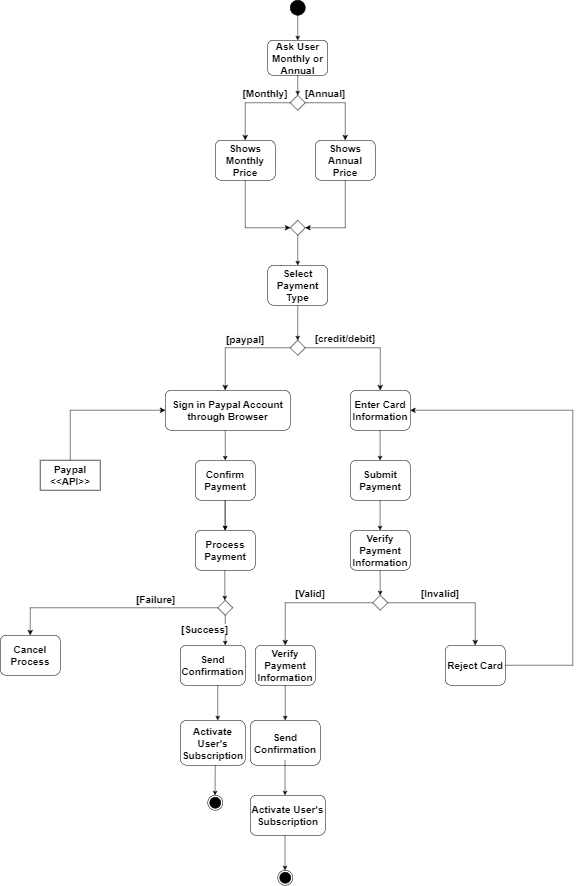 Ask User
Monthly or
Annual
[Monthly]
[Annual]
Shows
Monthly
Price
Shows
Annual
Price
Select
Payment
Type
[paypal]
[credit/debit]
Sign in Paypal Account
through Browser
Enter Card
Information
Paypal
<<API>>
Confirm
Payment
Submit
Payment
Process
Payment
Verify
Payment
Information
[Failure]
[Valid]
[Invalid]
[Success]
Cancel
Process
Send
Confirmation
Verify
Payment
Information
Reject Card
Activate
User's
Subscription
Send
Confirmation
Activate User's
Subscription